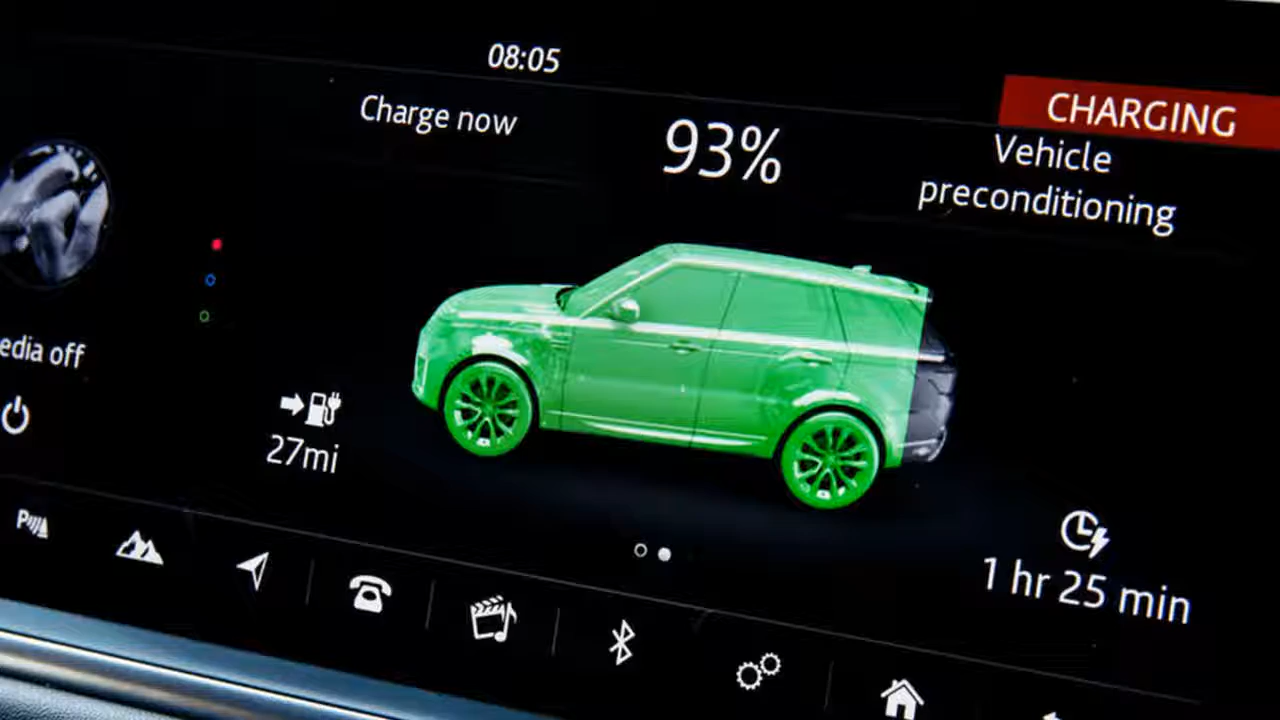 08:05
Charge now
93%
CHARGING
Vehicle
preconditioning
edia off
27mi
1 hr 25 min